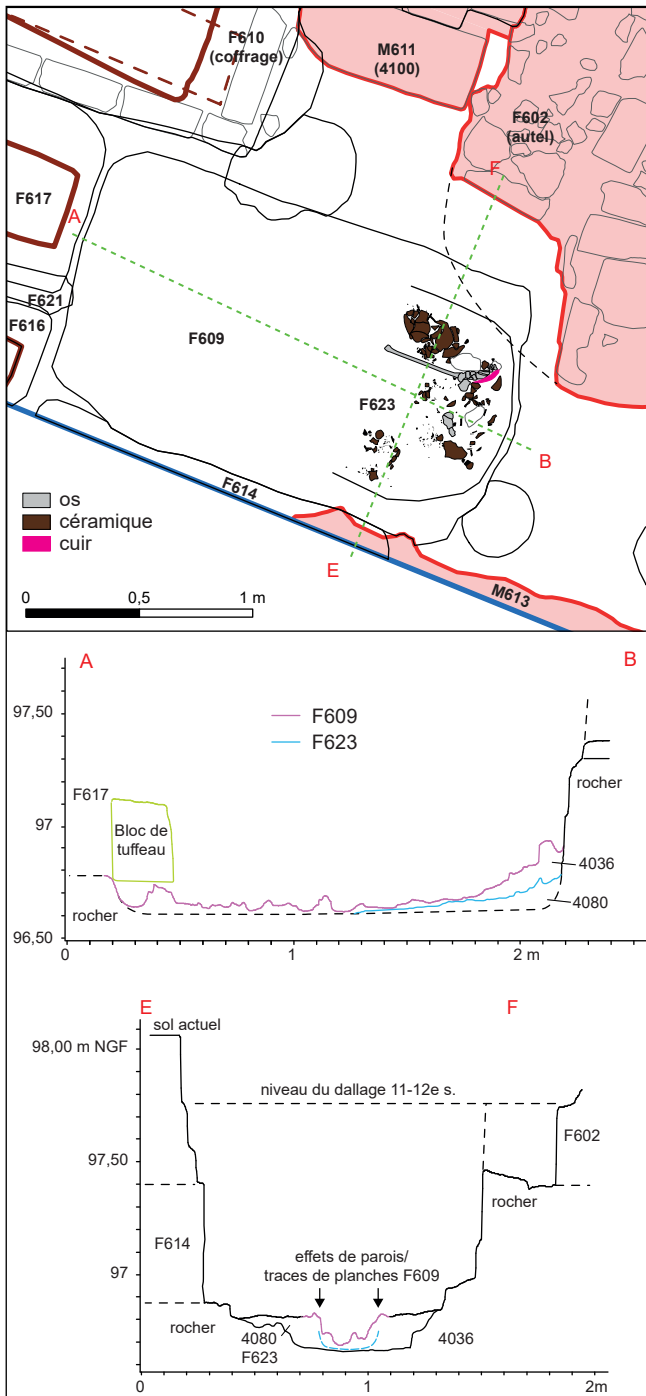 F610
(coffrage)
M611
(4100)
F602
(autel)
F
F617
A
F621
F616
F609
F623
B
F614
os
céramique
cuir
E
M613
0
0,5
1 m
A
B
97,50
F609
F623
rocher
F617
97
Bloc de
tuffeau
4036
rocher
4080
96,50
0
1
2 m
E
F
sol actuel
98,00 m NGF
niveau du dallage 11-12e s.
F602
97,50
rocher
F614
effets de parois/
traces de planches F609
97
rocher
4080
F623
4036
0
1
2m